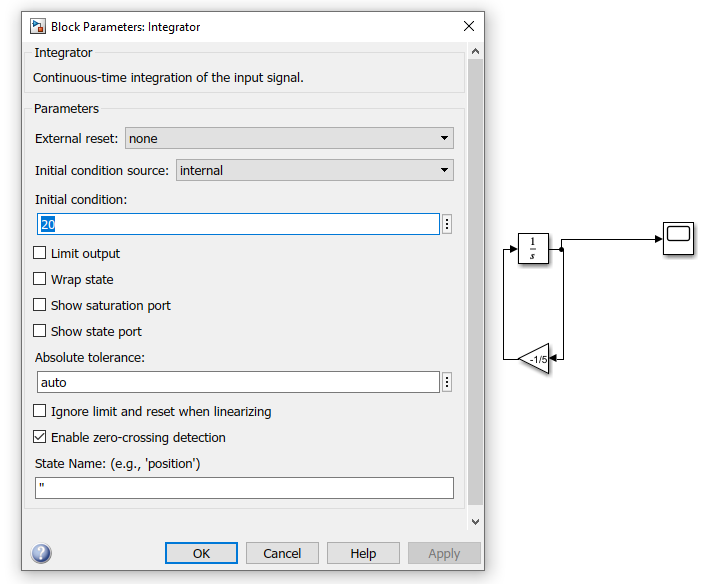 Block Parameters: Integrator
Integrator
Continuous-time integration of the input signal.
Parameters
External reset: none
Initial condition source: internal
Initial condition:
20
Limit output
Wrap state
Show saturation port
Show state port
Absolute tolerance:
auto
Ignore limit and reset when linearizing
Enable zero-crossing detection
State Name: (e.g., 'position')
''
OK Cancel Help Apply
1
s
-1/5